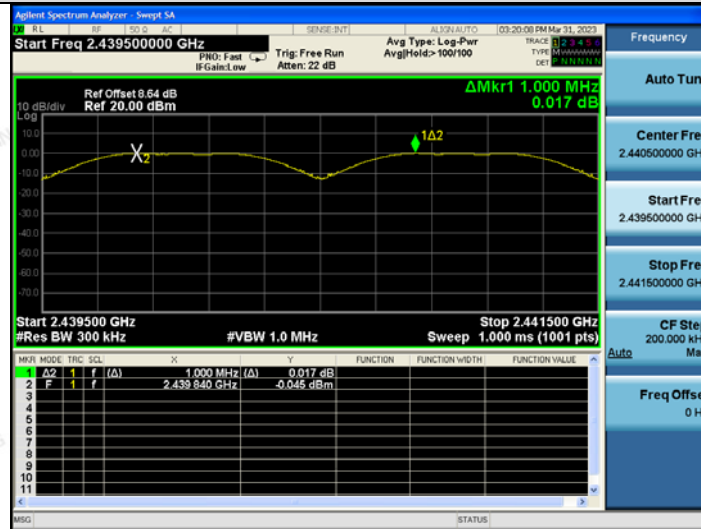 Agilent Spectrum Analyzer - Swept SA
RL RF 50 Ω AC SENSE:INT ALIGN AUTO 03:20:08 PM Mar 31, 2023
Start Freq 2.439500000 GHz
PNO: Fast
IFGain:Low
Trig: Free Run
Atten: 22 dB
Avg Type: Log-Pwr
Avg|Hold:>100/100
TRACE 1 2 3 4 5 6
TYPE
DET P N N N N N
Ref Offset 8.64 dB
Ref 20.00 dBm
10 dB/div
Log
ΔMkr1 1.000 MHz
0.017 dB
10.0
0.00
-10.0
-20.0
-30.0
-40.0
-50.0
-60.0
-70.0
X2
1Δ2
Start 2.439500 GHz
Stop 2.441500 GHz
#Res BW 300 kHz
#VBW 1.0 MHz
Sweep 1.000 ms (1001 pts)
MKR MODE TRC SCL X Y FUNCTION FUNCTION WIDTH FUNCTION VALUE
1 Δ2 1 f (Δ) 1.000 MHz (Δ) 0.017 dB
2 F 1 f 2.439 840 GHz -0.045 dBm
3
4
5
6
7
8
9
10
11
MSG
STATUS
Frequency
Auto Tun
Center Fre
2.440500000 GH
Start Fre
2.439500000 GH
Stop Fre
2.441500000 GH
CF Ste
200.000 kH
Auto Ma
Freq Offse
0 H